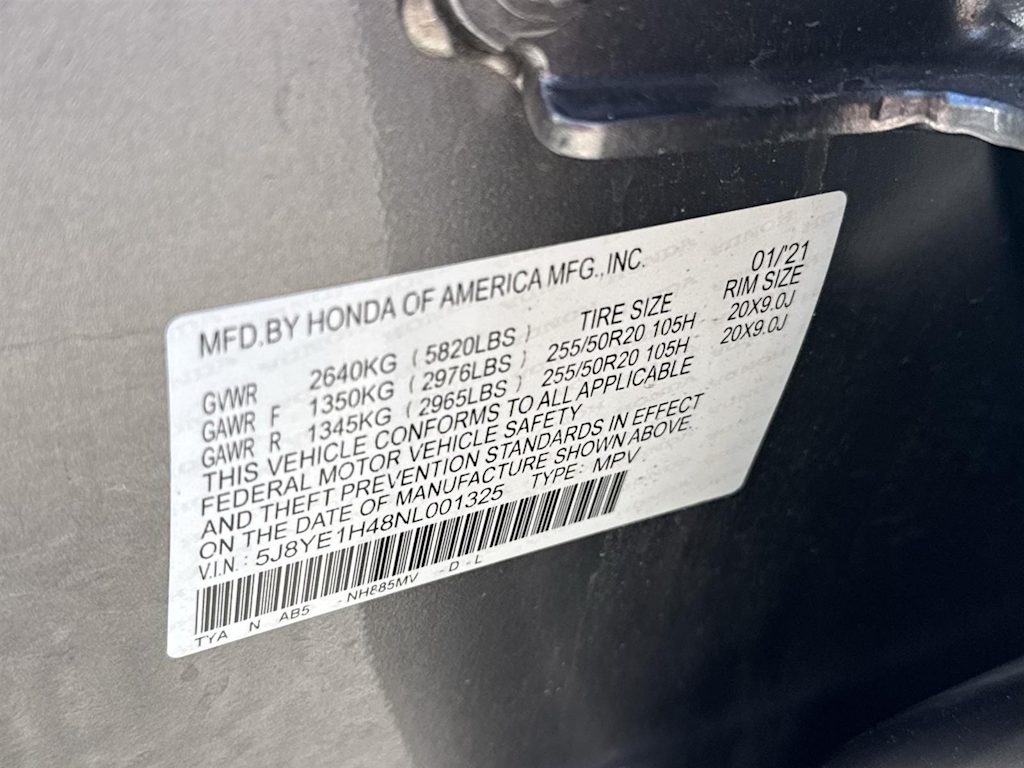 MFD.BY HONDA OF AMERICA MFG.,INC. 01/'21
TIRE SIZE RIM SIZE
GVWR 2640KG ( 5820LBS )
GAWR F 1350KG ( 2976LBS ) 255/50R20 105H 20X9.0J
GAWR R 1345KG ( 2965LBS ) 255/50R20 105H 20X9.0J
THIS VEHICLE CONFORMS TO ALL APPLICABLE
FEDERAL MOTOR VEHICLE SAFETY
AND THEFT PREVENTION STANDARDS IN EFFECT
ON THE DATE OF MANUFACTURE SHOWN ABOVE.
V.I.N. : 5J8YE1H48NL001325 TYPE: MPV
TYA N AB5 -NH885MV -D-L